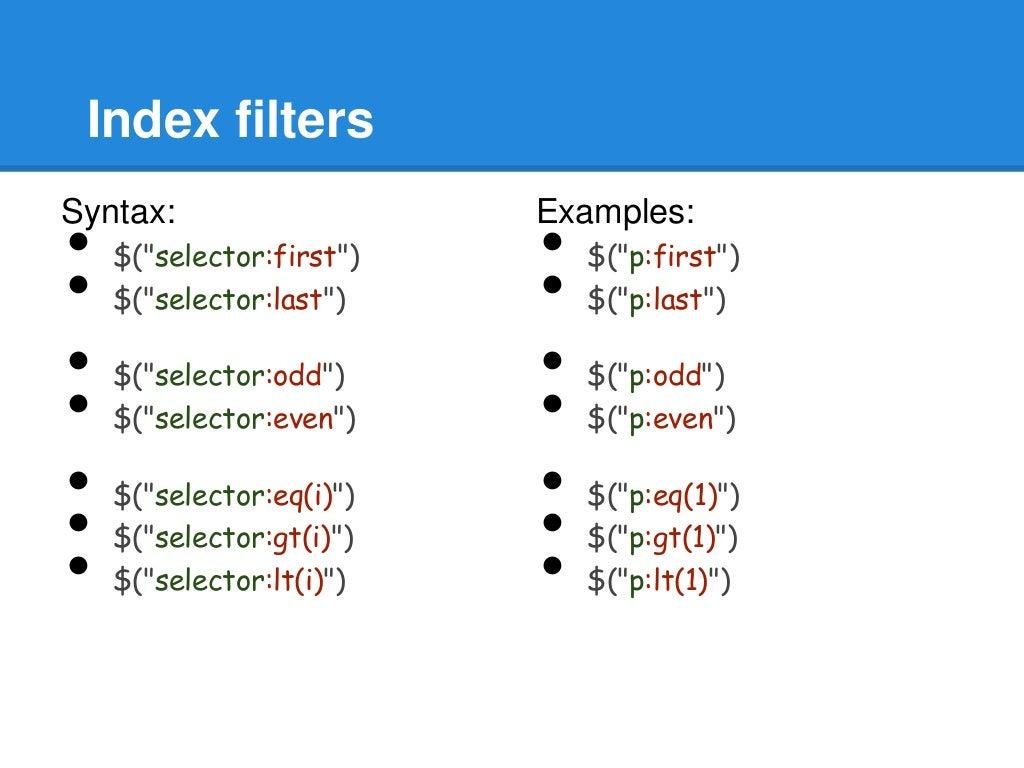 Index filters
Syntax:
• $("selector:first")
• $("selector:last")
• $("selector:odd")
• $("selector:even")
• $("selector:eq(i)")
• $("selector:gt(i)")
• $("selector:lt(i)")
Examples:
• $("p:first")
• $("p:last")
• $("p:odd")
• $("p:even")
• $("p:eq(1)")
• $("p:gt(1)")
• $("p:lt(1)")